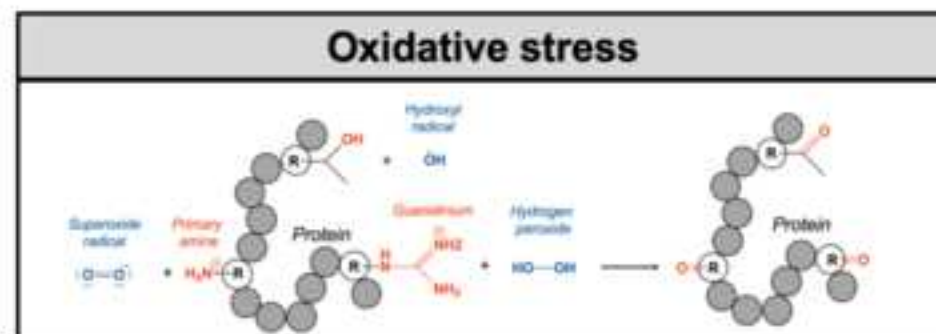 Oxidative stress
Hydroxyl
radical
OH
R
+
OH
Superoxide
radical
Primary
amine
Guanidinium
Hydrogen
peroxide
Protein
Protein
O
O
+
H₂N
R
R
H
N
NH2
NH₂
+
HO
OH
R
O
O
R
R
O